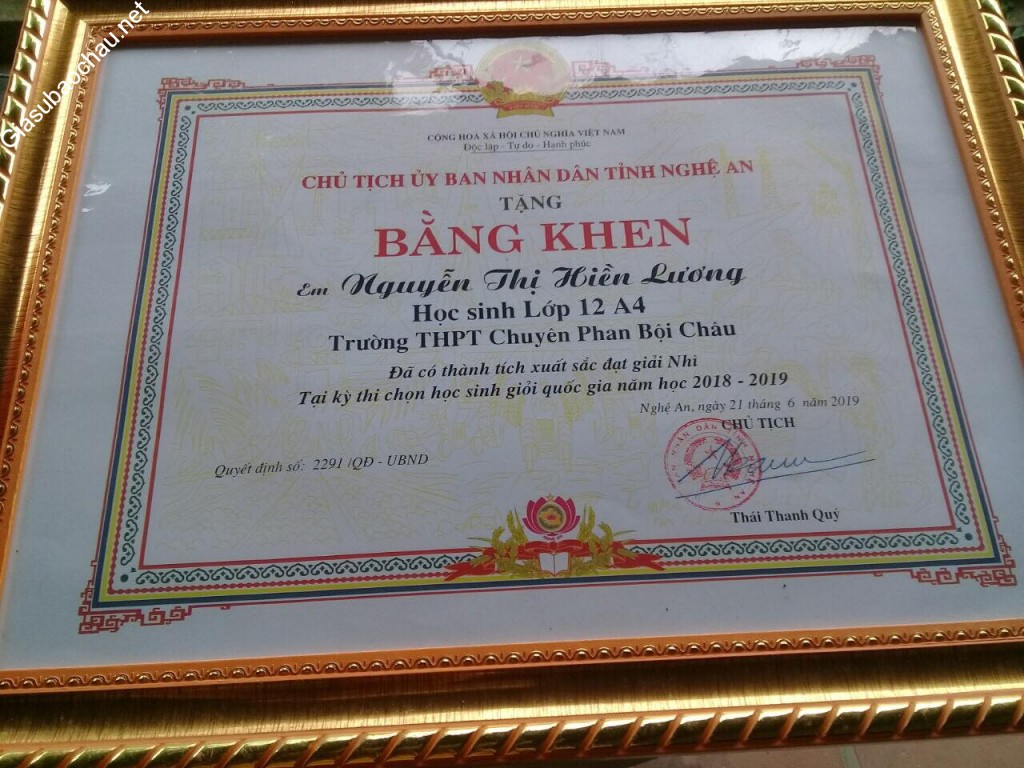 Giasubaochau.net
CỘNG HOÀ XÃ HỘI CHỦ NGHĨA VIỆT NAM
Độc lập - Tự do - Hạnh phúc
CHỦ TỊCH ỦY BAN NHÂN DÂN TỈNH NGHỆ AN
TẶNG
BẰNG KHEN
Em Nguyễn Thị Hiền Lương
Học sinh Lớp 12 A4
Trường THPT Chuyên Phan Bội Châu
Đã có thành tích xuất sắc đạt giải Nhì
Tại kỳ thi chọn học sinh giỏi quốc gia năm học 2018 - 2019
Nghệ An, ngày 21 tháng 6 năm 2019
CHỦ TỊCH
Quyết định số: 2291 /QĐ - UBND
Thái Thanh Quý